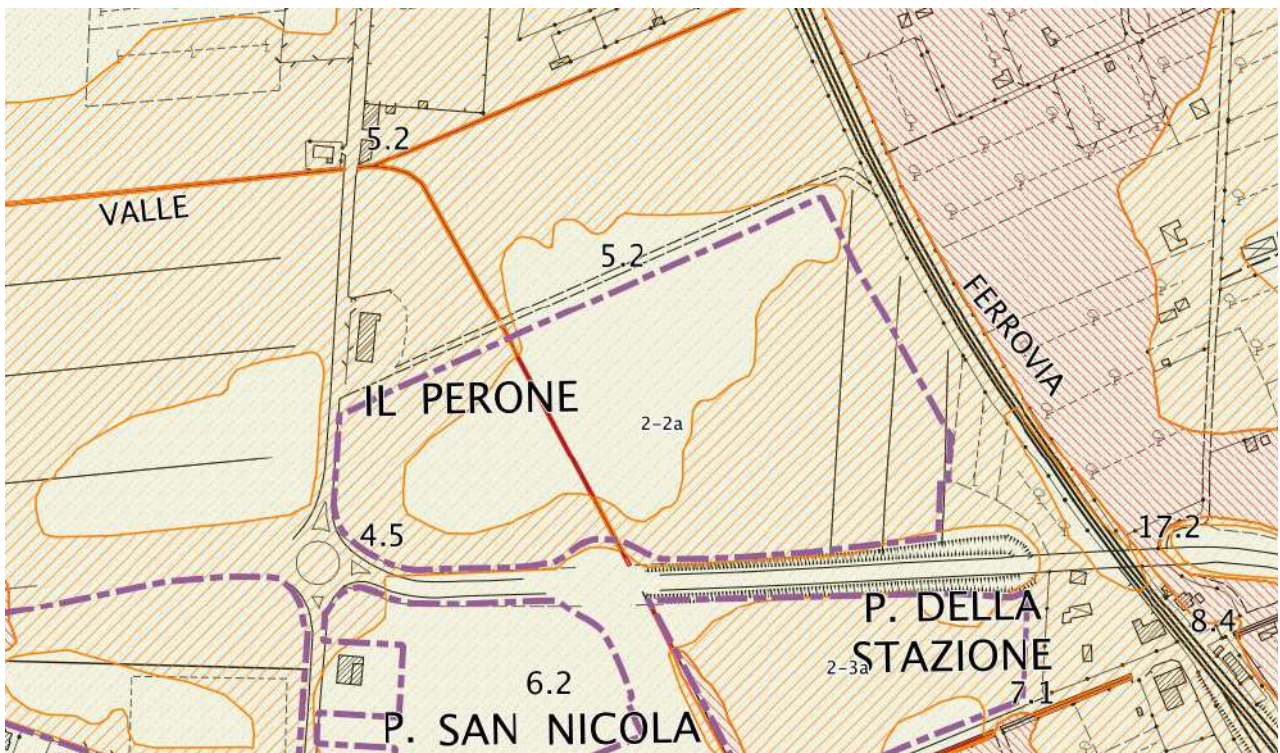 5.2
VALLE
5.2
FERROVIA
IL PERONE
2-2a
4.5
17.2
P. DELLA
STAZIONE
8.4
2-3a
7.1
6.2
P. SAN NICOLA